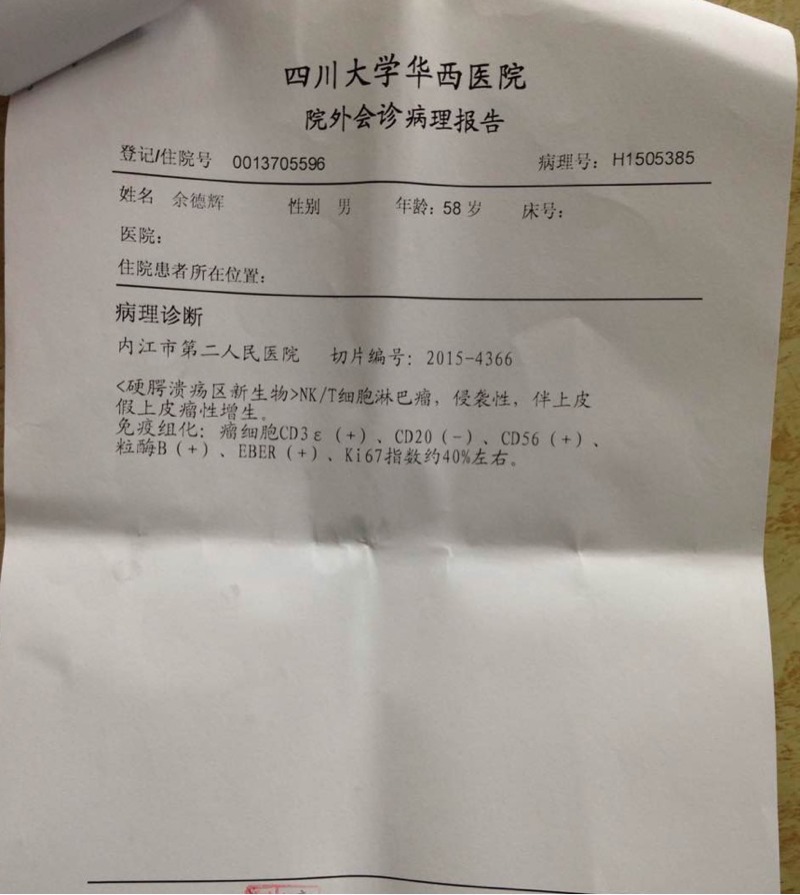 四川大学华西医院
院外会诊病理报告
登记/住院号 0013705596 病理号：H1505385
姓名 余德辉 性别 男 年龄：58 岁 床号：
医院：
住院患者所在位置：
病理诊断
内江市第二人民医院 切片编号：2015-4366
<硬腭溃疡区新生物>NK/T细胞淋巴瘤，侵袭性，伴上皮
假上皮瘤性增生。
免疫组化：瘤细胞CD3ε（+）、CD20（-）、CD56（+）、
粒酶B（+）、EBER（+）、Ki67指数约40%左右。